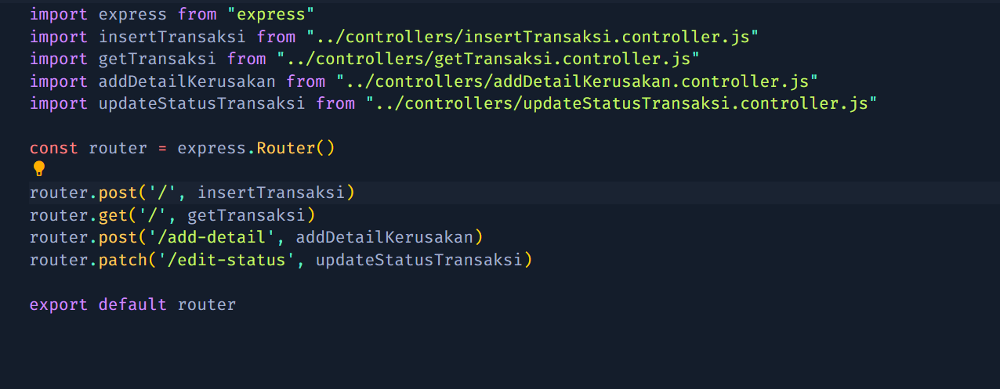 import express from "express"
import insertTransaksi from "../controllers/insertTransaksi.controller.js"
import getTransaksi from "../controllers/getTransaksi.controller.js"
import addDetailKerusakan from "../controllers/addDetailKerusakan.controller.js"
import updateStatusTransaksi from "../controllers/updateStatusTransaksi.controller.js"
const router = express.Router()
router.post('/', insertTransaksi)
router.get('/', getTransaksi)
router.post('/add-detail', addDetailKerusakan)
router.patch('/edit-status', updateStatusTransaksi)
export default router